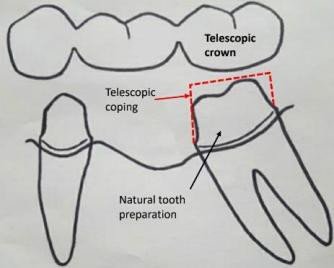 Telescopic
crown
Telescopic
coping
Natural tooth
preparation